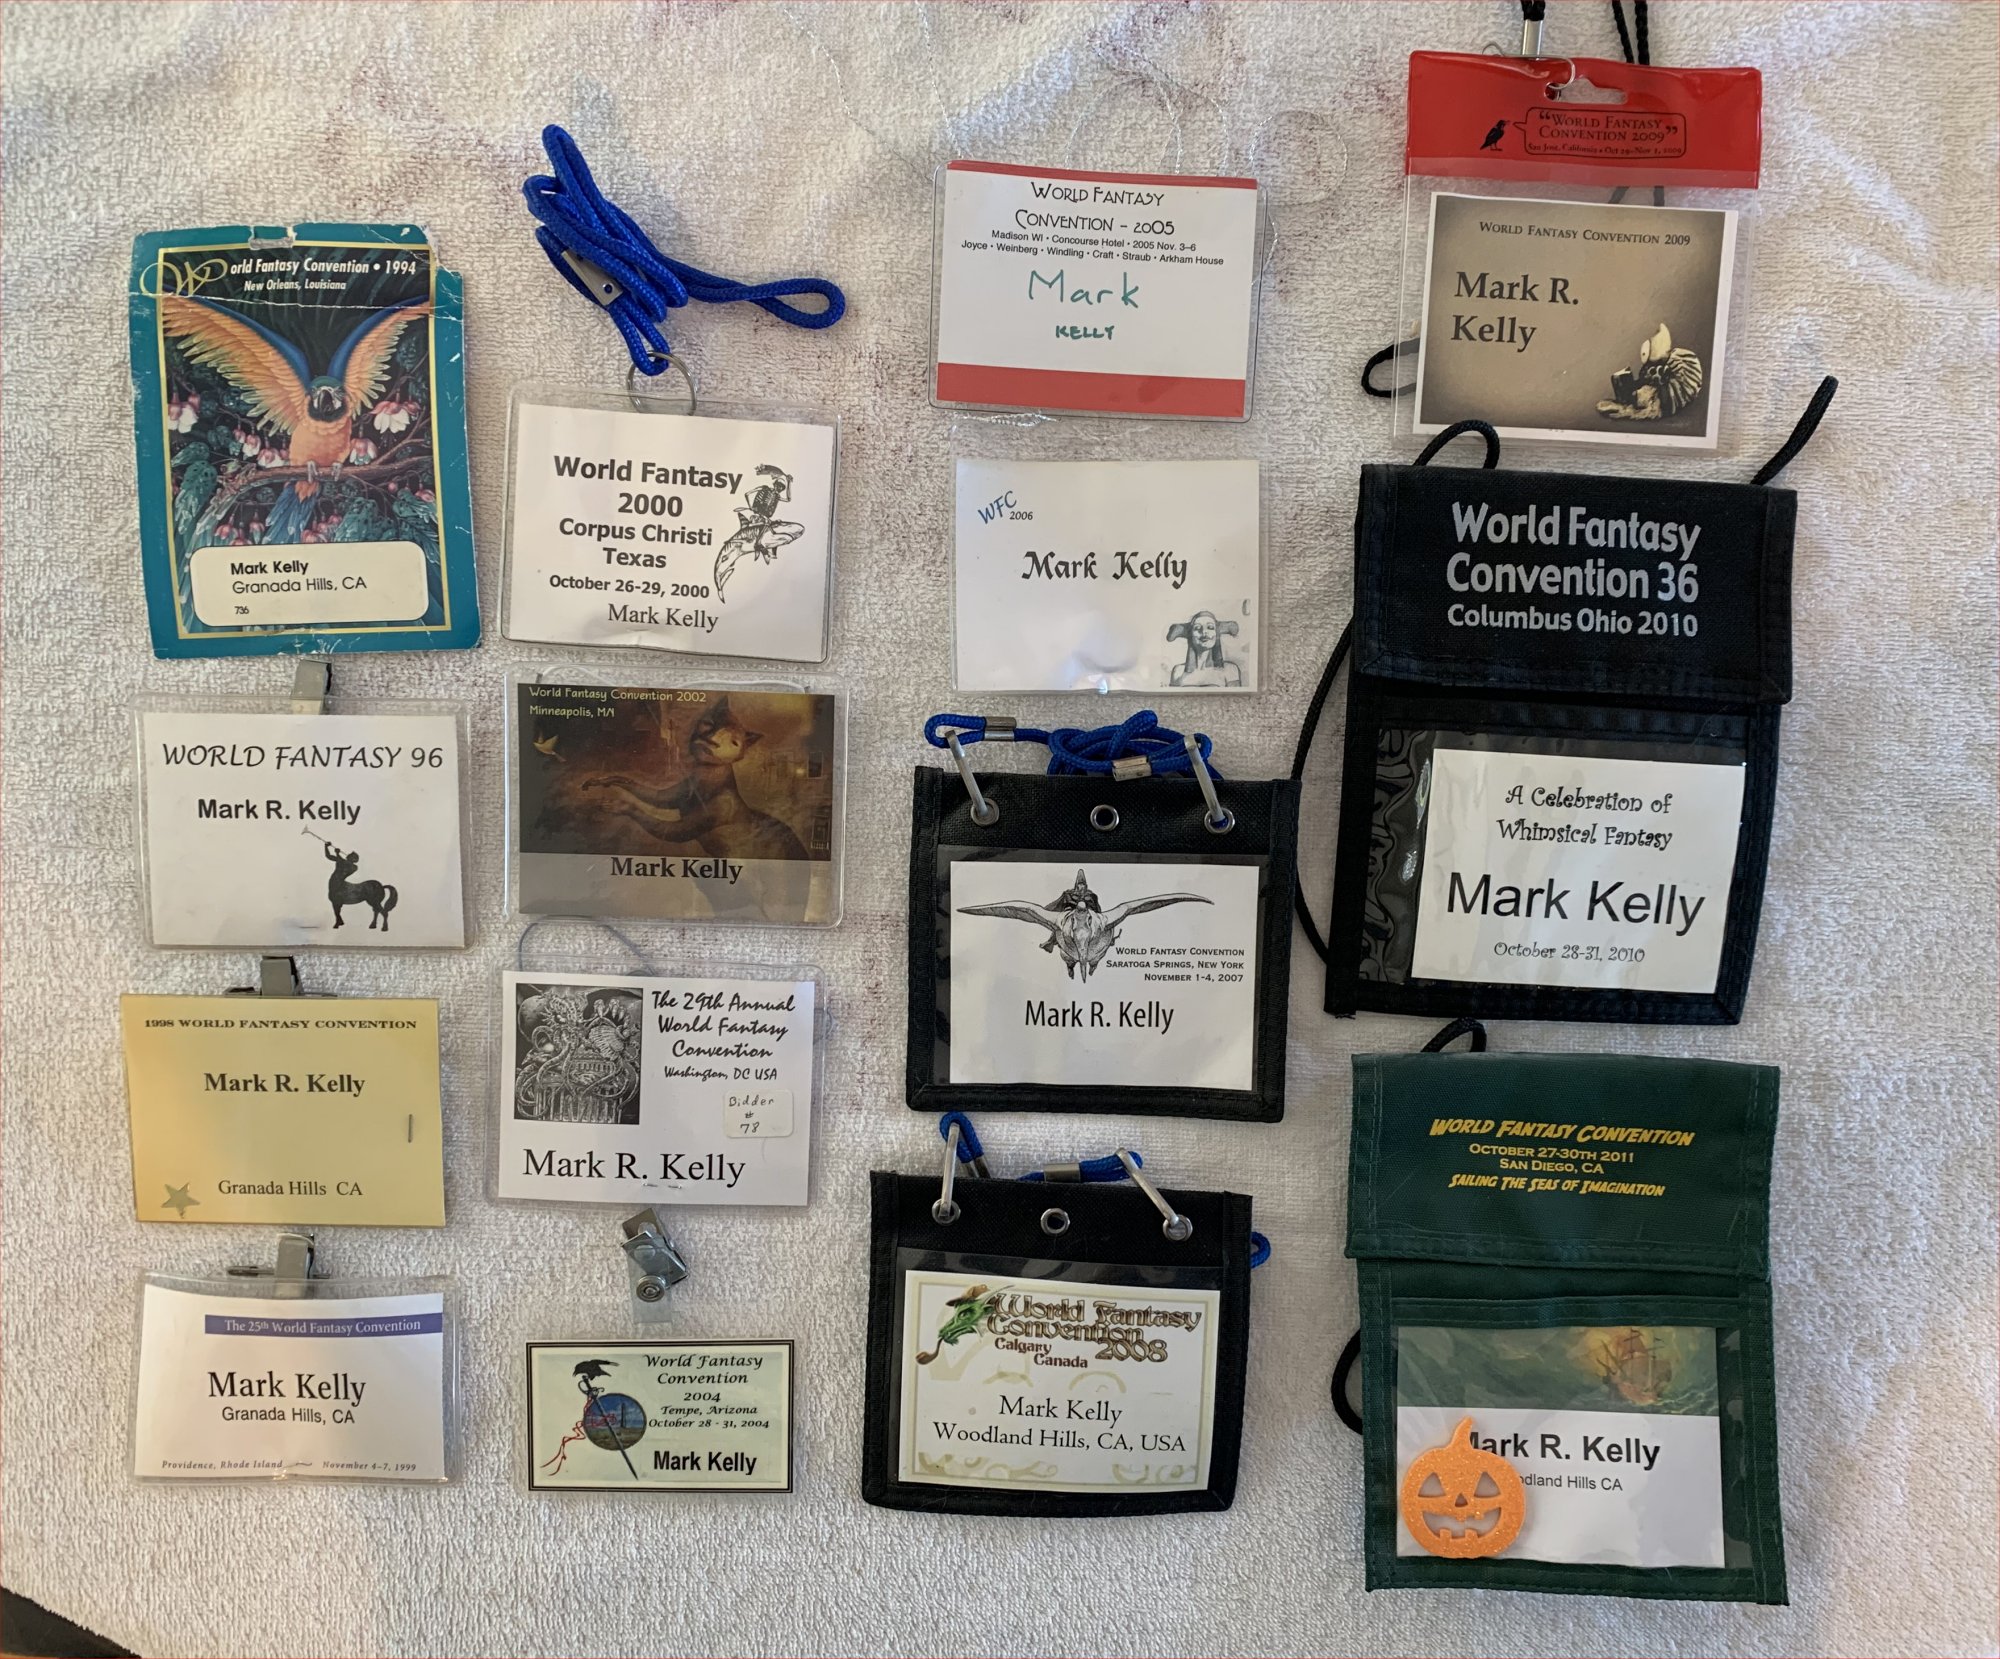 World Fantasy Convention • 1994
New Orleans, Louisiana
Mark Kelly
Granada Hills, CA
736
WORLD FANTASY 96
Mark R. Kelly
1998 WORLD FANTASY CONVENTION
Mark R. Kelly
Granada Hills CA
The 25th World Fantasy Convention
Mark Kelly
Granada Hills, CA
Providence, Rhode Island November 4-7, 1999
World Fantasy
2000
Corpus Christi
Texas
October 26-29, 2000
Mark Kelly
World Fantasy Convention 2002
Minneapolis, MN
Mark Kelly
The 29th Annual
World Fantasy
Convention
Washington, DC USA
Bidder
#
78
Mark R. Kelly
World Fantasy
Convention
2004
Tempe, Arizona
October 28 - 31, 2004
Mark Kelly
WORLD FANTASY
CONVENTION - 2005
Madison WI • Concourse Hotel • 2005 Nov. 3–6
Joyce • Weinberg • Windling • Craft • Straub • Arkham House
Mark
KELLY
WFC
2006
Mark Kelly
WORLD FANTASY CONVENTION
SARATOGA SPRINGS, NEW YORK
NOVEMBER 1-4, 2007
Mark R. Kelly
World Fantasy
Convention
2008
Calgary
Canada
Mark Kelly
Woodland Hills, CA, USA
"WORLD FANTASY
CONVENTION 2009"
San Jose, California • Oct 29–Nov 1, 2009
WORLD FANTASY CONVENTION 2009
Mark R.
Kelly
World Fantasy
Convention 36
Columbus Ohio 2010
A Celebration of
Whimsical Fantasy
Mark Kelly
October 28-31, 2010
WORLD FANTASY CONVENTION
OCTOBER 27-30TH 2011
SAN DIEGO, CA
SAILING THE SEAS OF IMAGINATION
Mark R. Kelly
odland Hills CA